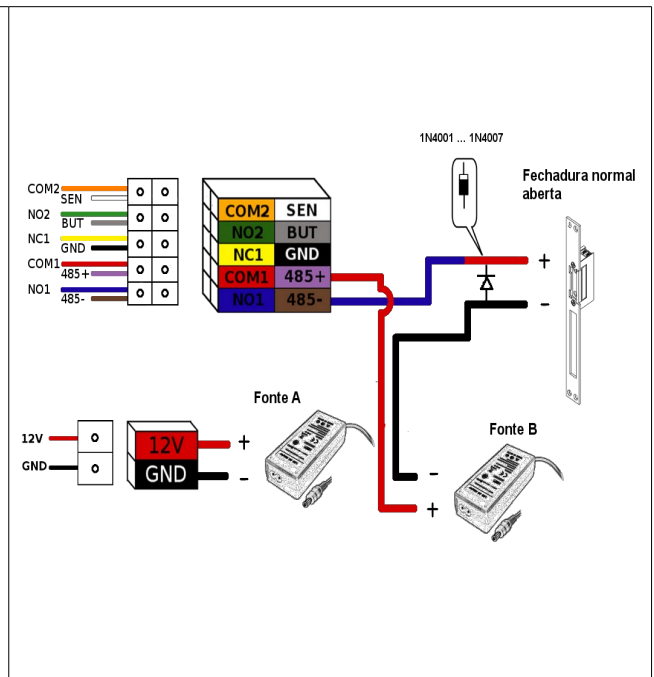 1N4001 ... 1N4007
Fechadura normal
aberta
COM2
SEN
NO2
BUT
NC1
GND
COM1
485+
NO1
485-
COM2 SEN
NO2 BUT
NC1 GND
COM1 485+
NO1 485-
+
-
Fonte A
12V
GND
12V
GND
+
-
Fonte B
-
+